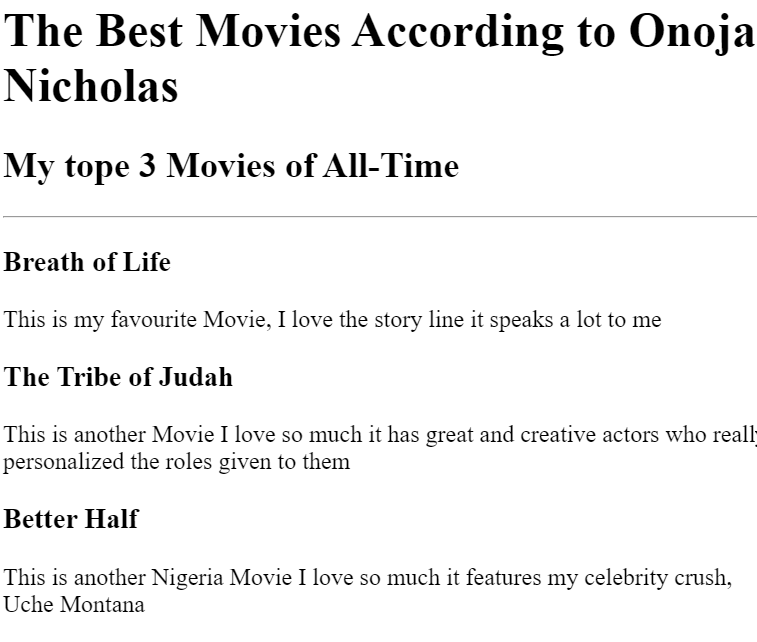 The Best Movies According to Onoja
Nicholas
My tope 3 Movies of All-Time
Breath of Life
This is my favourite Movie, I love the story line it speaks a lot to me
The Tribe of Judah
This is another Movie I love so much it has great and creative actors who really
personalized the roles given to them
Better Half
This is another Nigeria Movie I love so much it features my celebrity crush,
Uche Montana